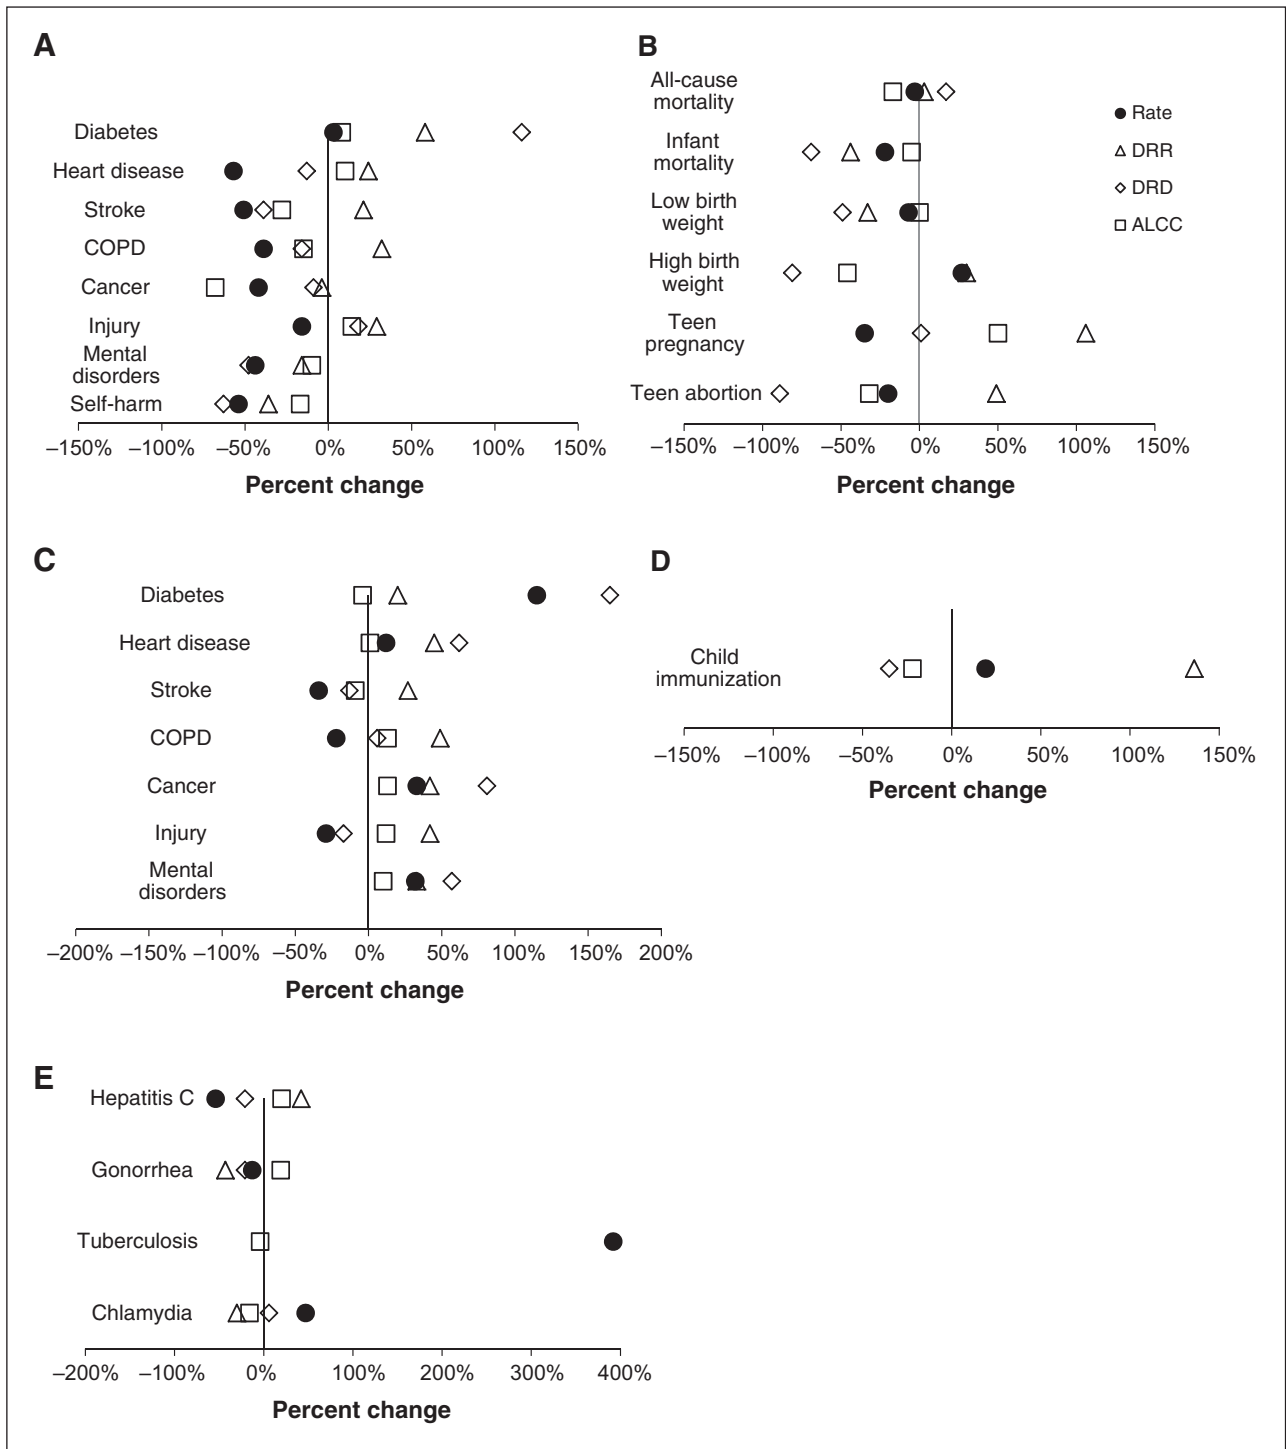 A
Diabetes
Heart disease
Stroke
COPD
Cancer
Injury
Mental
disorders
Self-harm
–150% –100% –50% 0% 50% 100% 150%
Percent change
B
All-cause
mortality
Infant
mortality
Low birth
weight
High birth
weight
Teen
pregnancy
Teen abortion
–150% –100% –50% 0% 50% 100% 150%
Percent change
Rate
DRR
DRD
ALCC
C
Diabetes
Heart disease
Stroke
COPD
Cancer
Injury
Mental
disorders
–200% –150% –100% –50% 0% 50% 100% 150% 200%
Percent change
D
Child
immunization
–150% –100% –50% 0% 50% 100% 150%
Percent change
E
Hepatitis C
Gonorrhea
Tuberculosis
Chlamydia
–200% –100% 0% 100% 200% 300% 400%
Percent change